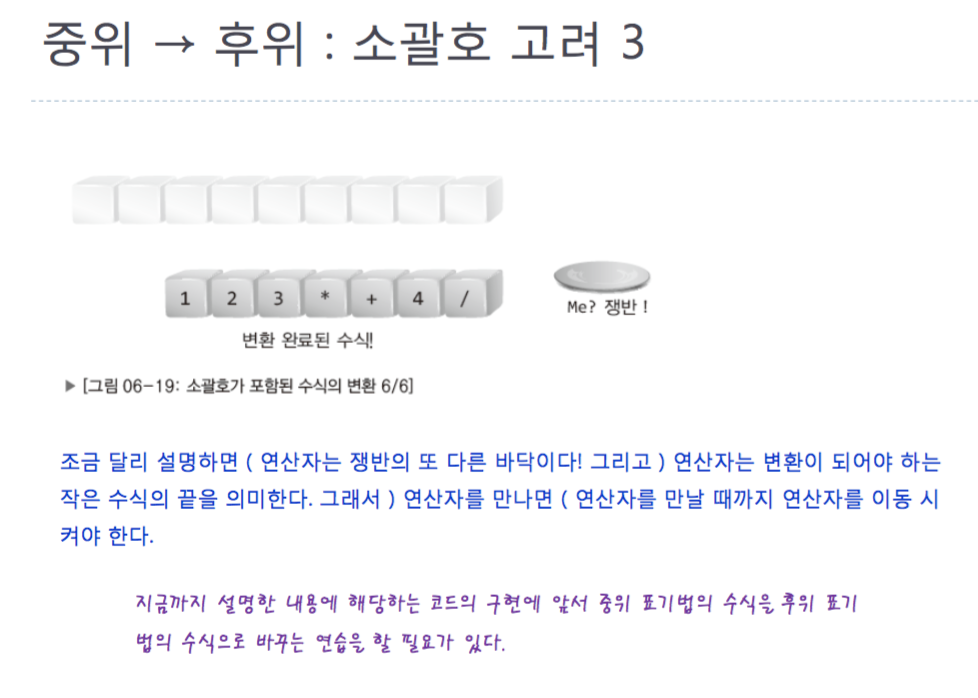 중위 → 후위 : 소괄호 고려 3
1 2 3 * + 4 /
Me? 쟁반 !
변환 완료된 수식!
▶ [그림 06-19: 소괄호가 포함된 수식의 변환 6/6]
조금 달리 설명하면 ( 연산자는 쟁반의 또 다른 바닥이다! 그리고 ) 연산자는 변환이 되어야 하는
작은 수식의 끝을 의미한다. 그래서 ) 연산자를 만나면 ( 연산자를 만날 때까지 연산자를 이동 시
켜야 한다.
지금까지 설명한 내용에 해당하는 코드의 구현에 앞서 중위 표기법의 수식을 후위 표기
법의 수식으로 바꾸는 연습을 할 필요가 있다.